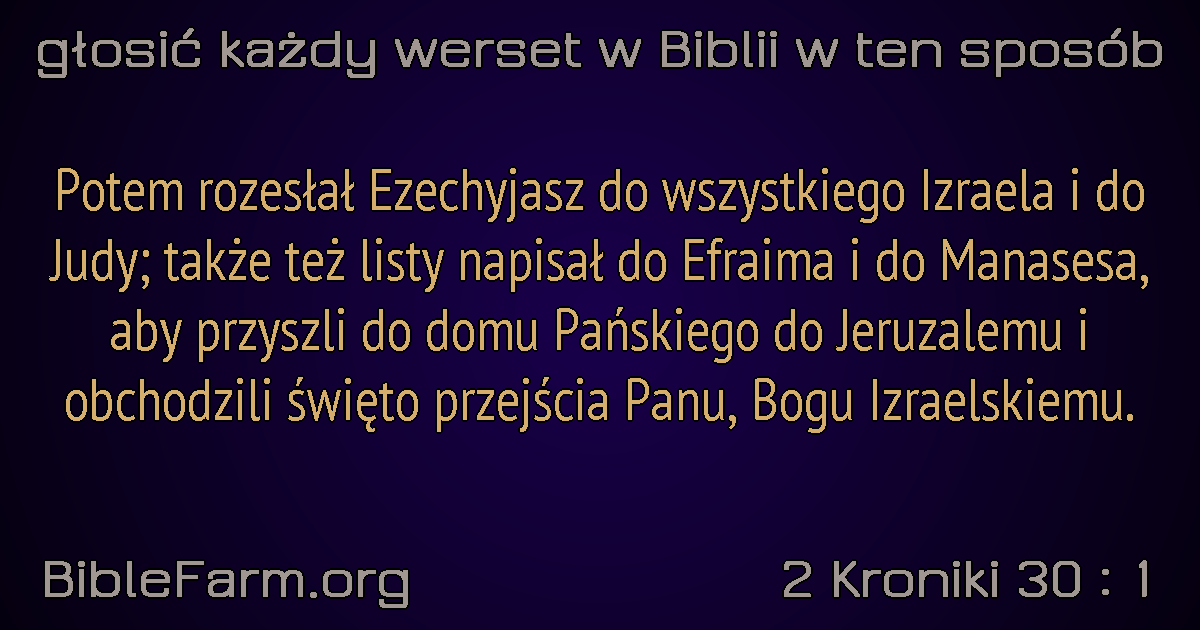 głosić każdy werset w Biblii w ten sposób
Potem rozesłał Ezechyjasz do wszystkiego Izraela i do
Judy; także też listy napisał do Efraima i do Manasesa,
aby przyszli do domu Pańskiego do Jeruzalemu i
obchodzili święto przejścia Panu, Bogu Izraelskiemu.
BibleFarm.org
2 Kroniki 30 : 1